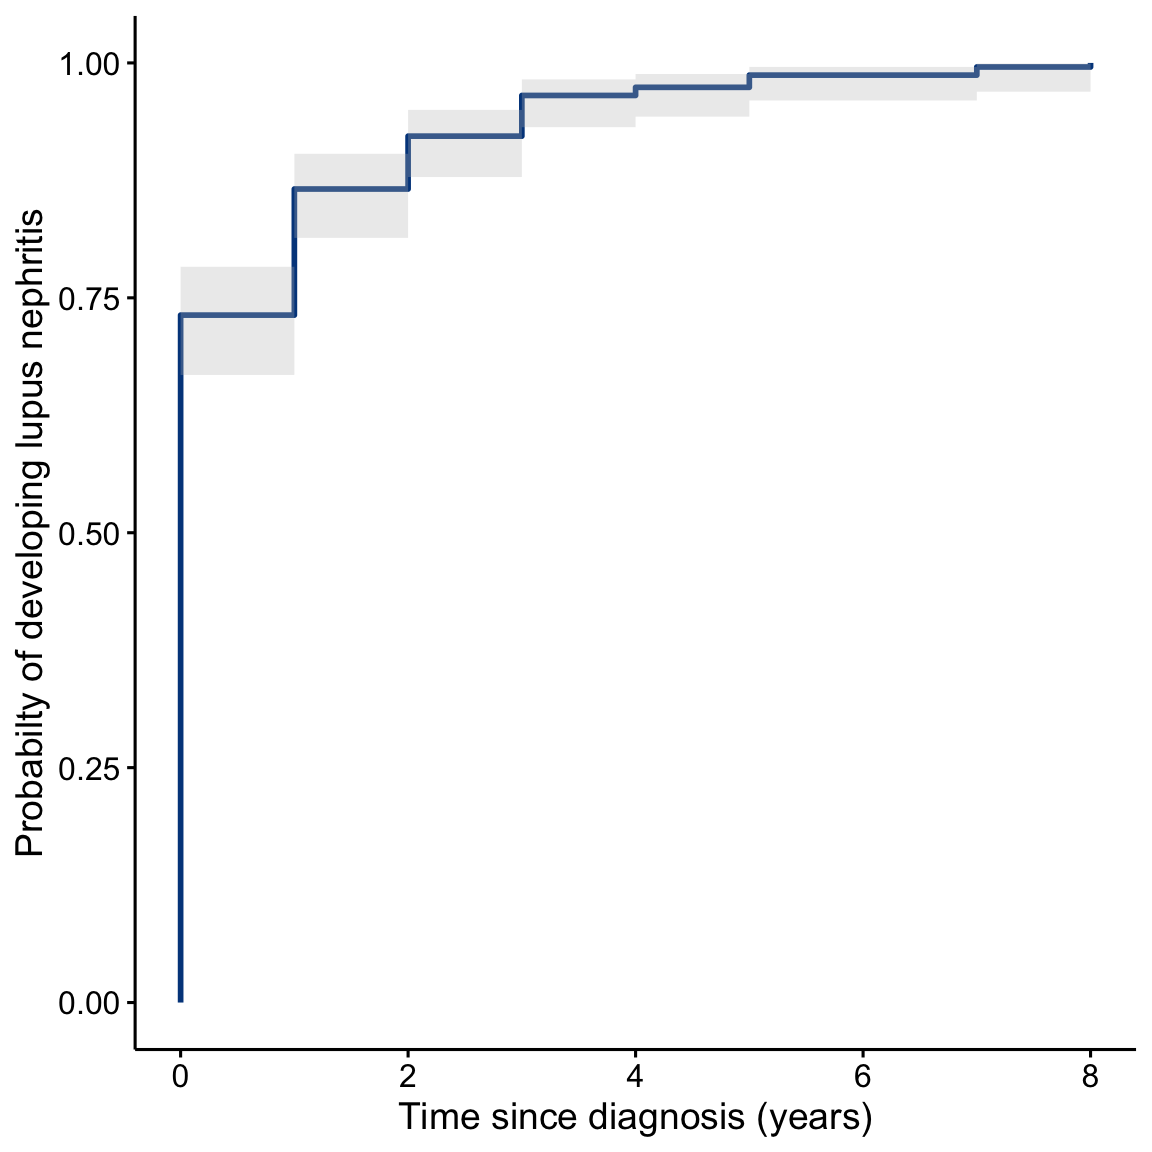 Probabilty of developing lupus nephritis
1.00
0.75
0.50
0.25
0.00
0 2 4 6 8
Time since diagnosis (years)